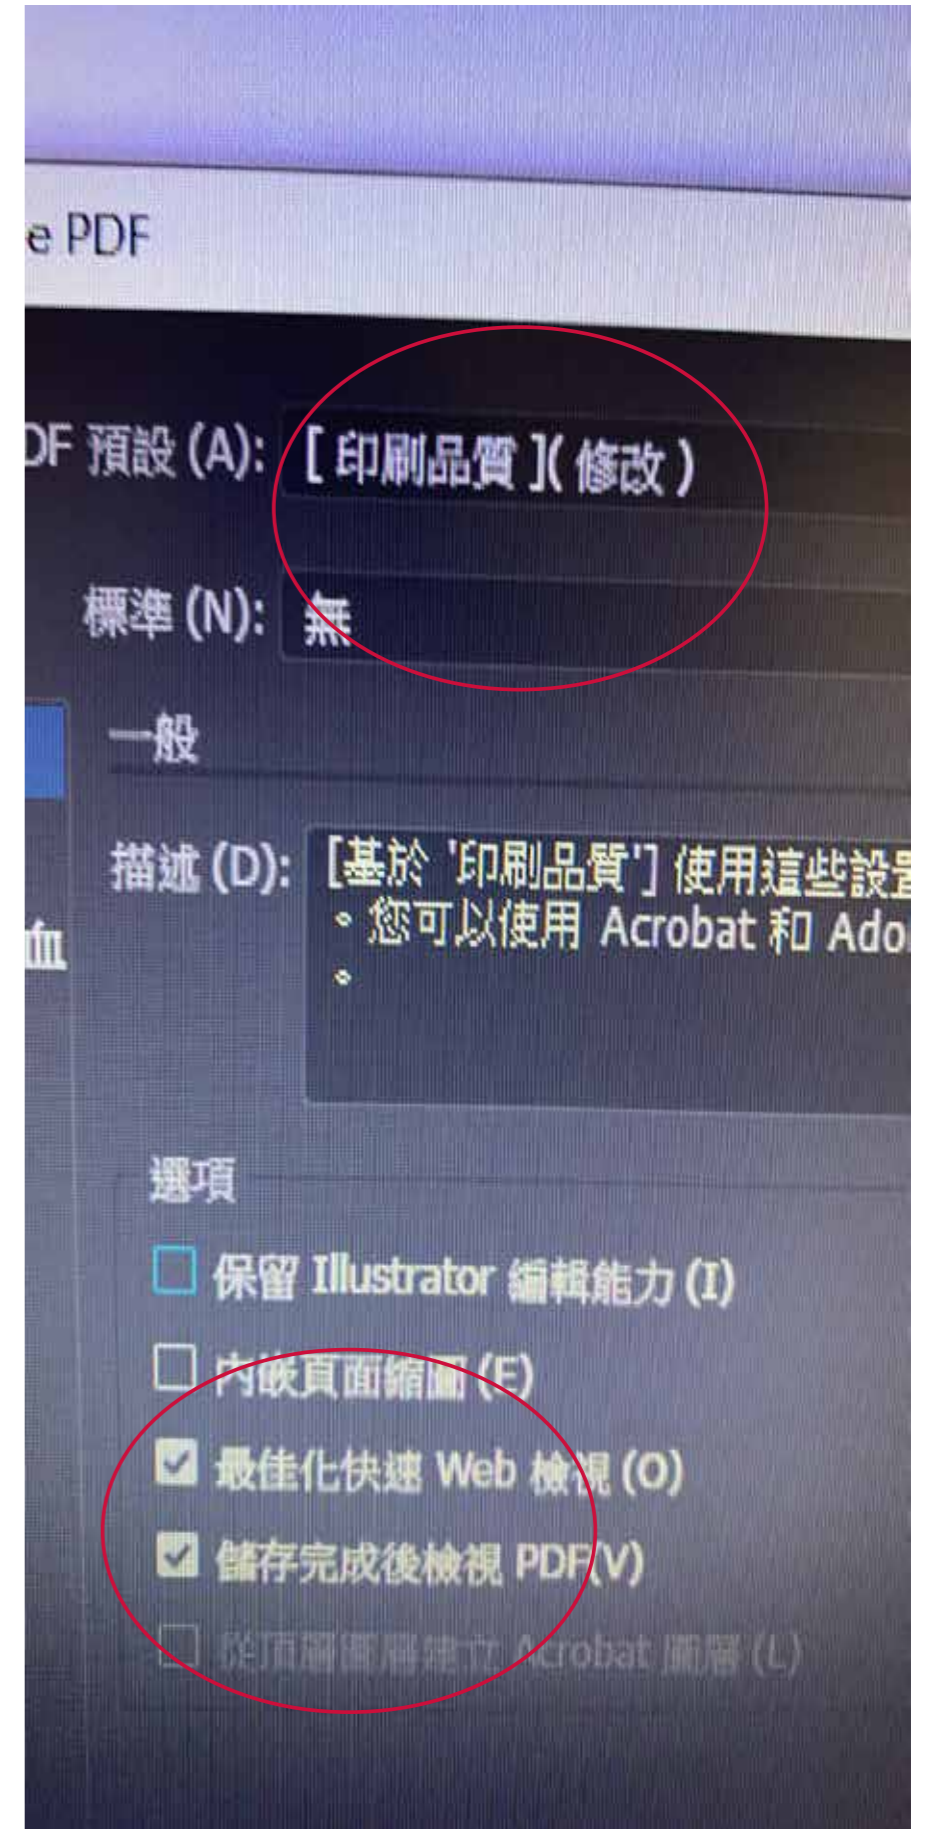 e PDF
DF 預設 (A): [ 印刷品質 ]( 修改 )
標準 (N): 無
一般
描述 (D): [基於 '印刷品質'] 使用這些設置
。您可以使用 Acrobat 和 Ado
。
血
選項
保留 Illustrator 編輯能力 (I)
內嵌頁面縮圖 (E)
最佳化快速 Web 檢視 (O)
儲存完成後檢視 PDF(V)
從頂層圖層建立 Acrobat 圖層 (L)